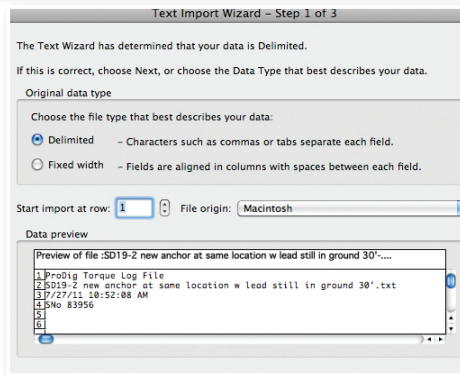 Text Import Wizard – Step 1 of 3
The Text Wizard has determined that your data is Delimited.
If this is correct, choose Next, or choose the Data Type that best describes your data.
Original data type
Choose the file type that best describes your data:
Delimited – Characters such as commas or tabs separate each field.
Fixed width – Fields are aligned in columns with spaces between each field.
Start import at row: 1 File origin: Macintosh
Data preview
Preview of file :SD19-2 new anchor at same location w lead still in ground 30'-....
1 ProDig Torque Log File
2 SD19-2 new anchor at same location w lead still in ground 30'.txt
3 7/27/11 10:52:08 AM
4 SNo 83956
5
6